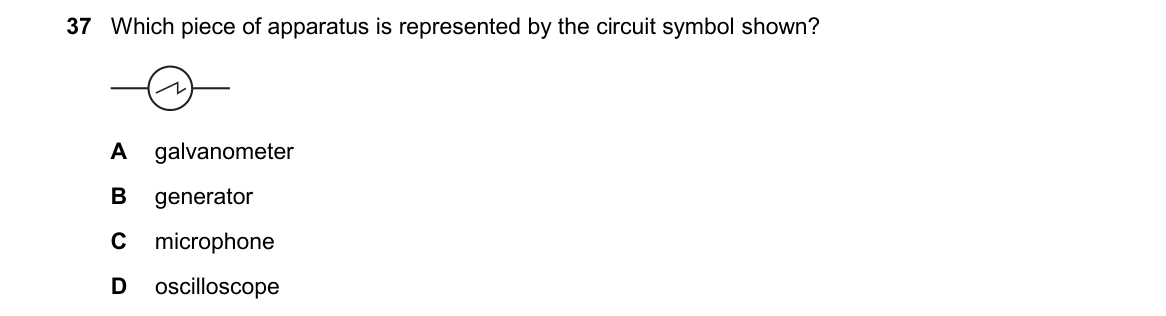 37 Which piece of apparatus is represented by the circuit symbol shown?
A galvanometer
B generator
C microphone
D oscilloscope